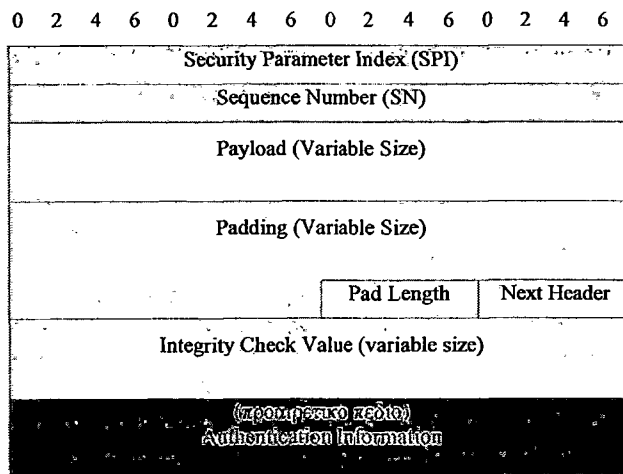 0 2 4 6 0 2 4 6 0 2 4 6 0 2 4 6
Security Parameter Index (SPI)
Sequence Number (SN)
Payload (Variable Size)
Padding (Variable Size)
Pad Length Next Header
Integrity Check Value (variable size)
(προαιρετικο πεδιο)
Authentication Information